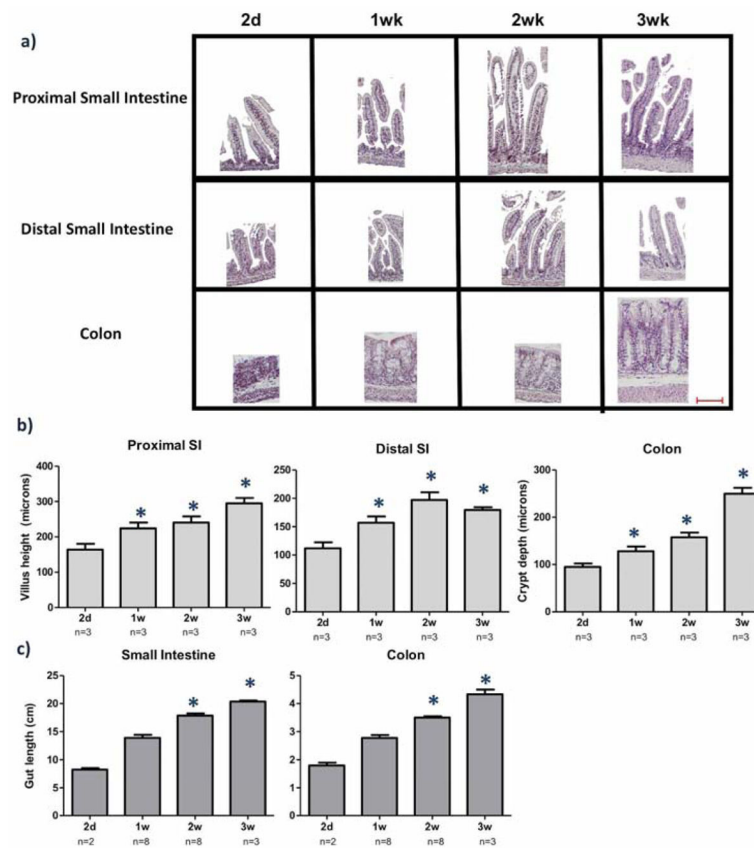 2d 1wk 2wk 3wk
a)
Proximal Small Intestine
Distal Small Intestine
Colon
b)
Proximal SI
Villus height (microns)
400
300
200
100
0
* * *
2d 1w 2w 3w
n=3 n=3 n=3 n=3
Distal SI
250
200
150
100
50
0
* * *
2d 1w 2w 3w
n=3 n=3 n=3 n=3
Colon
Crypt depth (microns)
300
200
100
0
* * *
2d 1w 2w 3w
n=3 n=3 n=3 n=3
c)
Small Intestine
Gut length (cm)
25
20
15
10
5
0
* *
2d 1w 2w 3w
n=2 n=8 n=8 n=3
Colon
5
4
3
2
1
0
* *
2d 1w 2w 3w
n=2 n=8 n=8 n=3